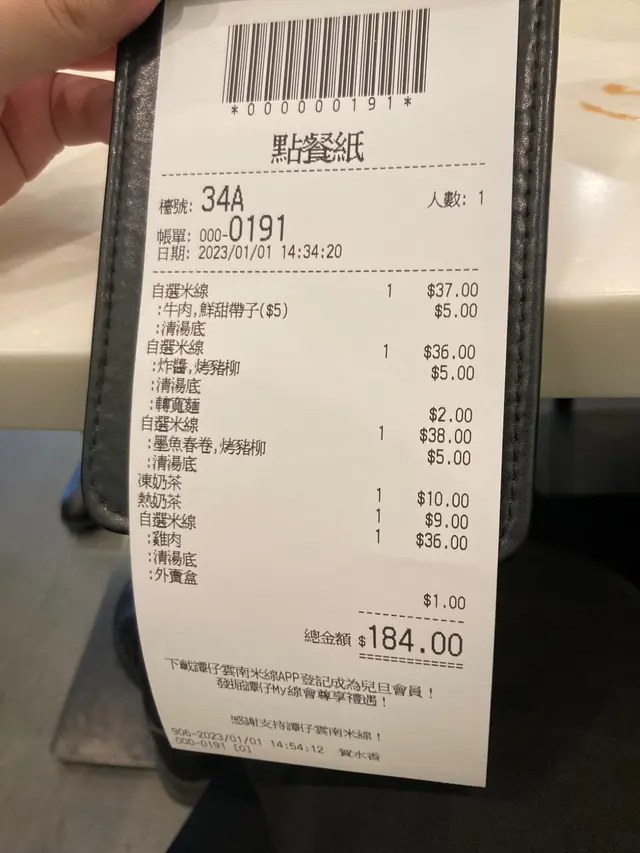 *000000191*
點餐紙
檯號: 34A 人數: 1
帳單: 000-0191
日期: 2023/01/01 14:34:20
自選米線 1 $37.00
:牛肉,鮮甜帶子($5) $5.00
:清湯底
自選米線 1 $36.00
:炸醬,烤豬柳 $5.00
:清湯底
:轉寬麵 $2.00
自選米線 1 $38.00
:墨魚春卷,烤豬柳 $5.00
:清湯底
凍奶茶 1 $10.00
熱奶茶 1 $9.00
自選米線 1 $36.00
:雞肉
:清湯底
:外賣盒 $1.00
總金額 $184.00
下載譚仔雲南米線APP登記成為兒旦會員！
發掘譚仔My線會尊享禮遇！
感謝支持譚仔雲南米線！
906-2023/01/01 14:54:12 賓水香
000-0191 [0]